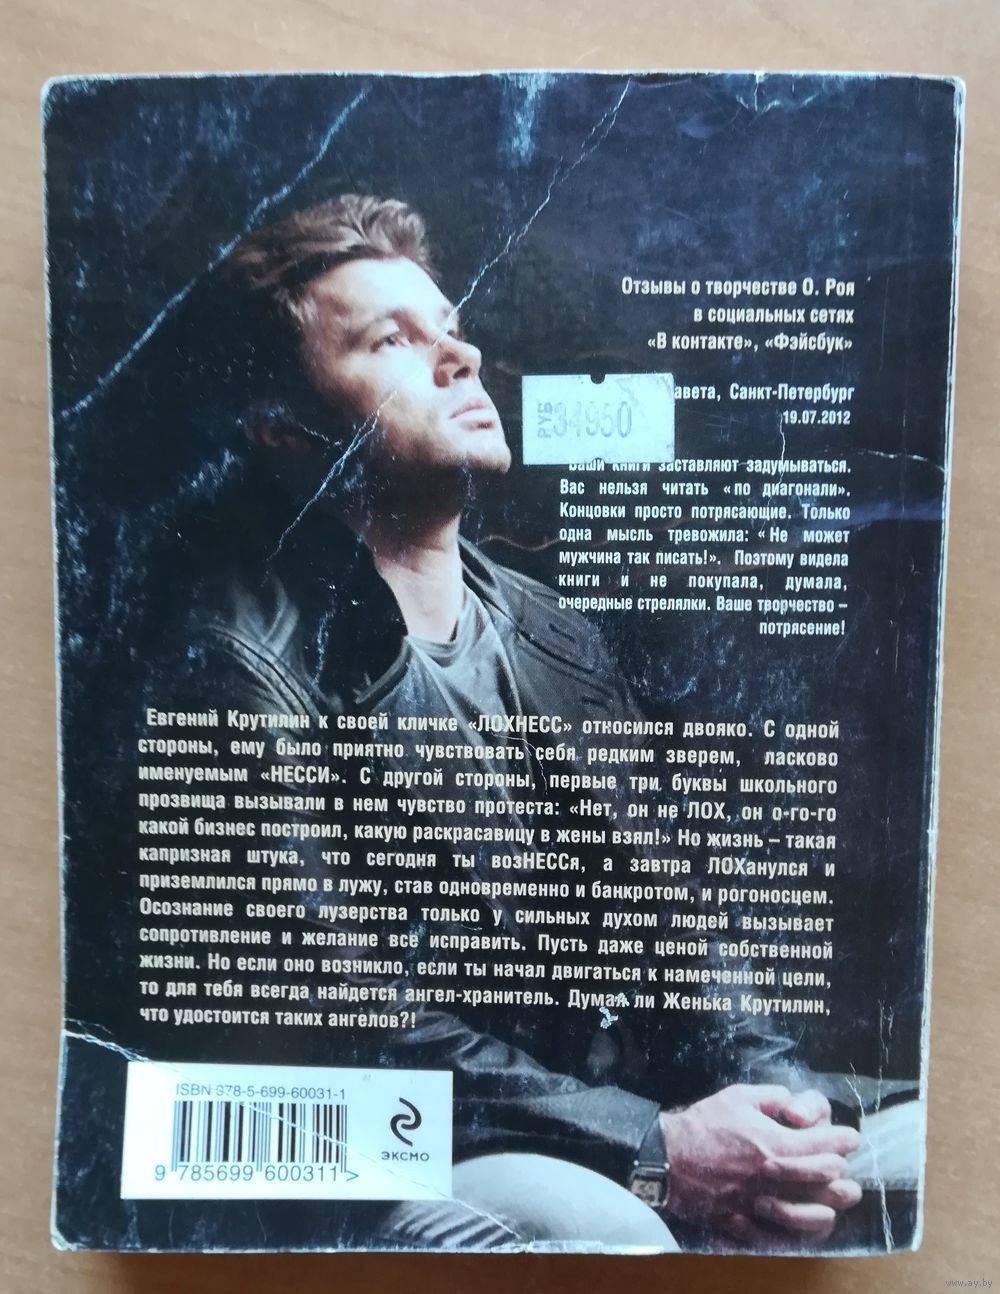 Отзывы о творчестве О. Роя
в социальных сетях
«В контакте», «Фэйсбук»
авета, Санкт-Петербург
19.07.2012
РУБ 34950
Ваши книги заставляют задумываться.
Вас нельзя читать «по диагонали».
Концовки просто потрясающие. Только
одна мысль тревожила: «Не может
мужчина так писать!». Поэтому видела
книги и не покупала, думала,
очередные стрелялки. Ваше творчество –
потрясение!
Евгений Крутилин к своей кличке «ЛОХНЕСС» относился двояко. С одной
стороны, ему было приятно чувствовать себя редким зверем, ласково
именуемым «НЕССИ». С другой стороны, первые три буквы школьного
прозвища вызывали в нем чувство протеста: «Нет, он не ЛОХ, он о-го-го
какой бизнес построил, какую раскрасавицу в жены взял!» Но жизнь – такая
капризная штука, что сегодня ты возНЕССя, а завтра ЛОХанулся и
приземлился прямо в лужу, став одновременно и банкротом, и рогоносцем.
Осознание своего лузерства только у сильных духом людей вызывает
сопротивление и желание все исправить. Пусть даже ценой собственной
жизни. Но если оно возникло, если ты начал двигаться к намеченной цели,
то для тебя всегда найдется ангел-хранитель. Думал ли Женька Крутилин,
что удостоится таких ангелов?!
ISBN 978-5-699-60031-1
9 785699 600311 >
ЭКСМО
www.ay.by